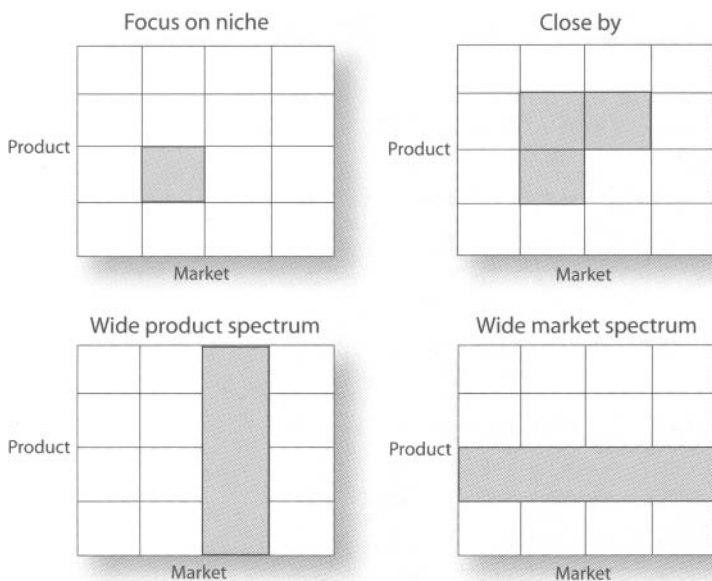 Focus on niche
Close by
Product
Product
Market
Market
Wide product spectrum
Wide market spectrum
Product
Product
Market
Market